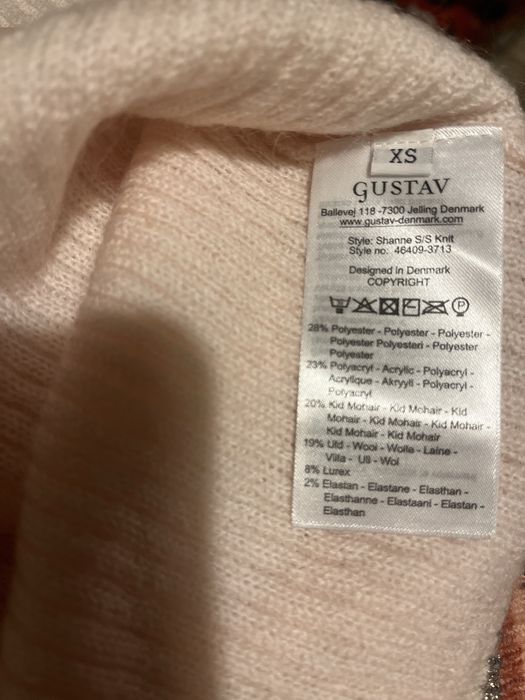 XS
GUSTAV
Ballevej 118 -7300 Jelling Denmark
www.gustav-denmark.com
Style: Shanne S/S Knit
Style no: 46409-3713
Designed in Denmark
COPYRIGHT
28% Polyester - Polyester - Polyester -
Polyester Polyesteri - Polyester
Polyester
23% Polyacryl - Acrylic - Polyacryl -
Acrylique - Akryyli - Polyacryl -
Polyacryl
20% Kid Mohair - Kid Mohair - Kid
Mohair - Kid Mohair - Kid Mohair -
Kid Mohair - Kid Mohair
19% Uld - Wool - Wolle - Laine -
Villa - Ull - Wol
8% Lurex
2% Elastan - Elastane - Elasthan -
Elasthanne - Elastaani - Elastan -
Elasthan